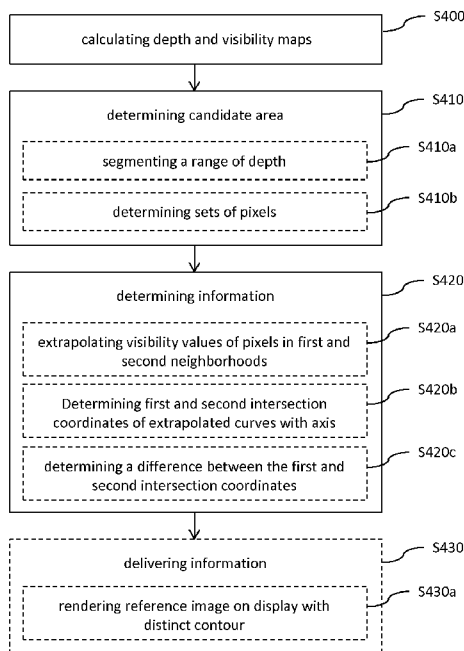 S400
calculating depth and visibility maps
S410
determining candidate area
S410a
segmenting a range of depth
S410b
determining sets of pixels
S420
determining information
S420a
extrapolating visibility values of pixels in first and
second neighborhoods
S420b
Determining first and second intersection
coordinates of extrapolated curves with axis
S420c
determining a difference between the first and
second intersection coordinates
S430
delivering information
S430a
rendering reference image on display with
distinct contour